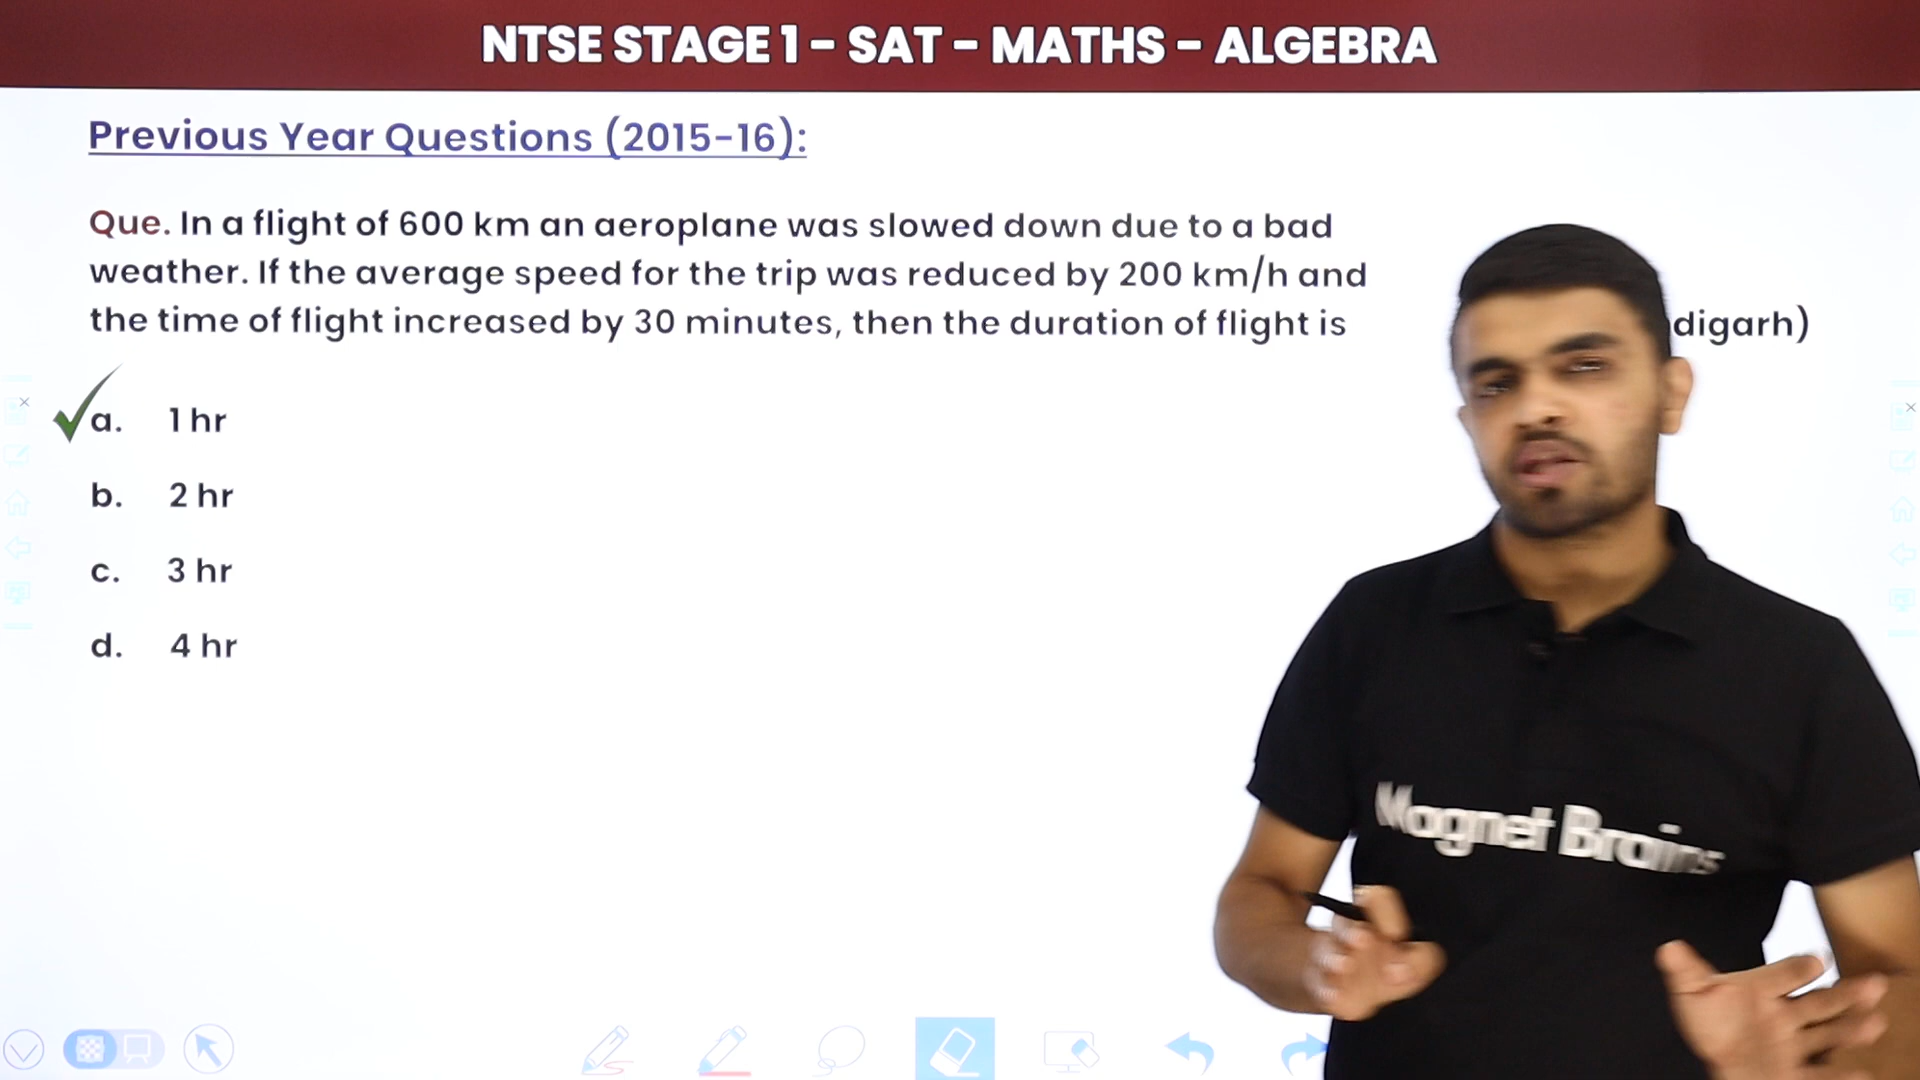 NTSE STAGE 1 - SAT - MATHS - ALGEBRA
Previous Year Questions (2015-16):
Que. In a flight of 600 km an aeroplane was slowed down due to a bad
weather. If the average speed for the trip was reduced by 200 km/h and
the time of flight increased by 30 minutes, then the duration of flight is
digarh)
a. 1 hr
b. 2 hr
c. 3 hr
d. 4 hr
Magnet Brains